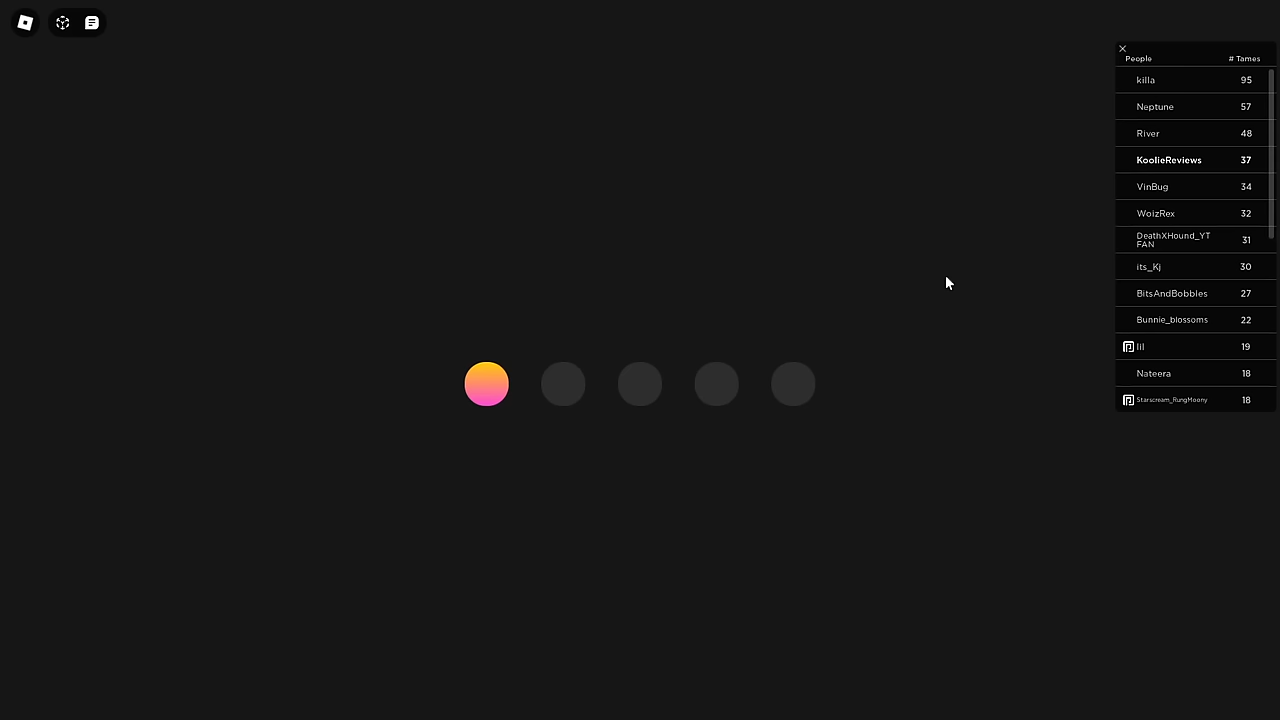 People # Tames
killa 95
Neptune 57
River 48
KoolieReviews 37
VinBug 34
WoizRex 32
DeathXHound_YT
FAN 31
its_Kj 30
BitsAndBobbles 27
Bunnie_blossoms 22
lil 19
Nateera 18
Starscream_RungMoony 18